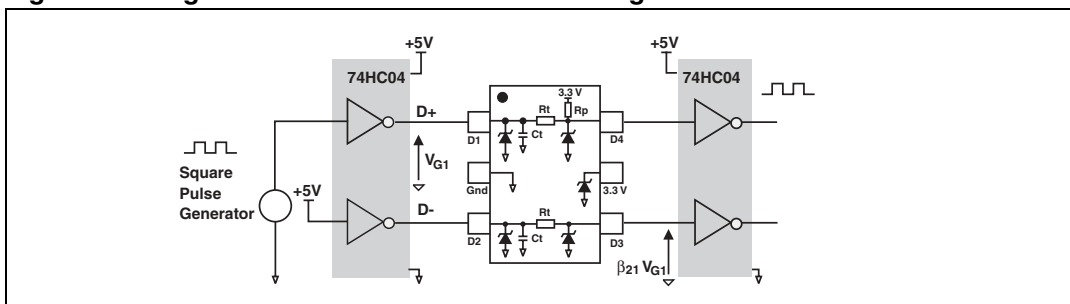 +5V
+5V
74HC04
74HC04
3.3 V
D+
Rt
Rp
D1
Ct
D4
VG1
Square
Pulse
Generator
+5V
Gnd
3.3 V
D-
Rt
D2
Ct
D3
β21 VG1